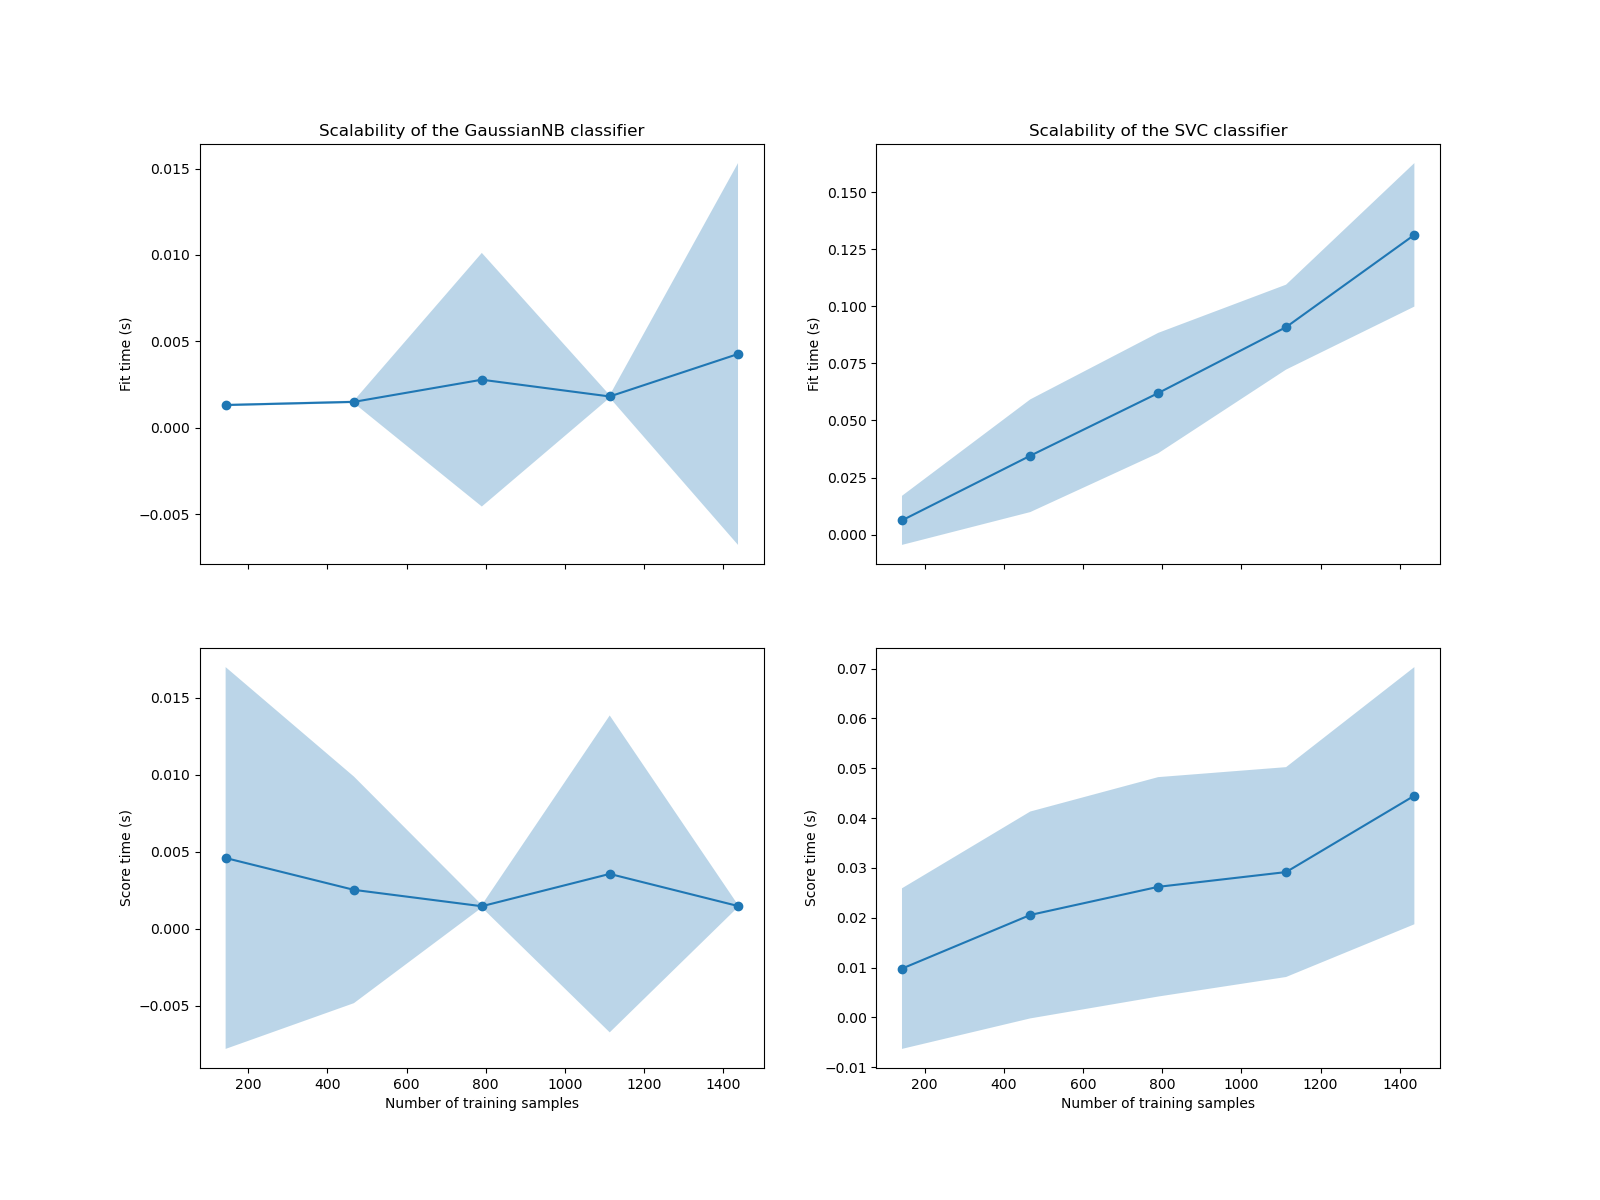 Scalability of the GaussianNB classifier
0.015
0.010
0.005
0.000
−0.005
Fit time (s)
Scalability of the SVC classifier
0.150
0.125
0.100
0.075
0.050
0.025
0.000
Fit time (s)
0.015
0.010
0.005
0.000
−0.005
Score time (s)
200 400 600 800 1000 1200 1400
Number of training samples
0.07
0.06
0.05
0.04
0.03
0.02
0.01
0.00
−0.01
Score time (s)
200 400 600 800 1000 1200 1400
Number of training samples